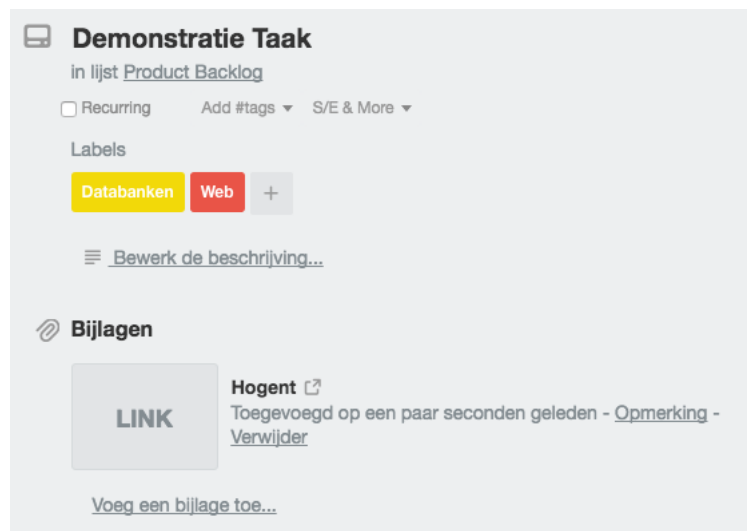 Demonstratie Taak
in lijst Product Backlog
Recurring Add #tags S/E & More
Labels
Databanken Web +
Bewerk de beschrijving...
Bijlagen
LINK
Hogent
Toegevoegd op een paar seconden geleden - Opmerking -
Verwijder
Voeg een bijlage toe...